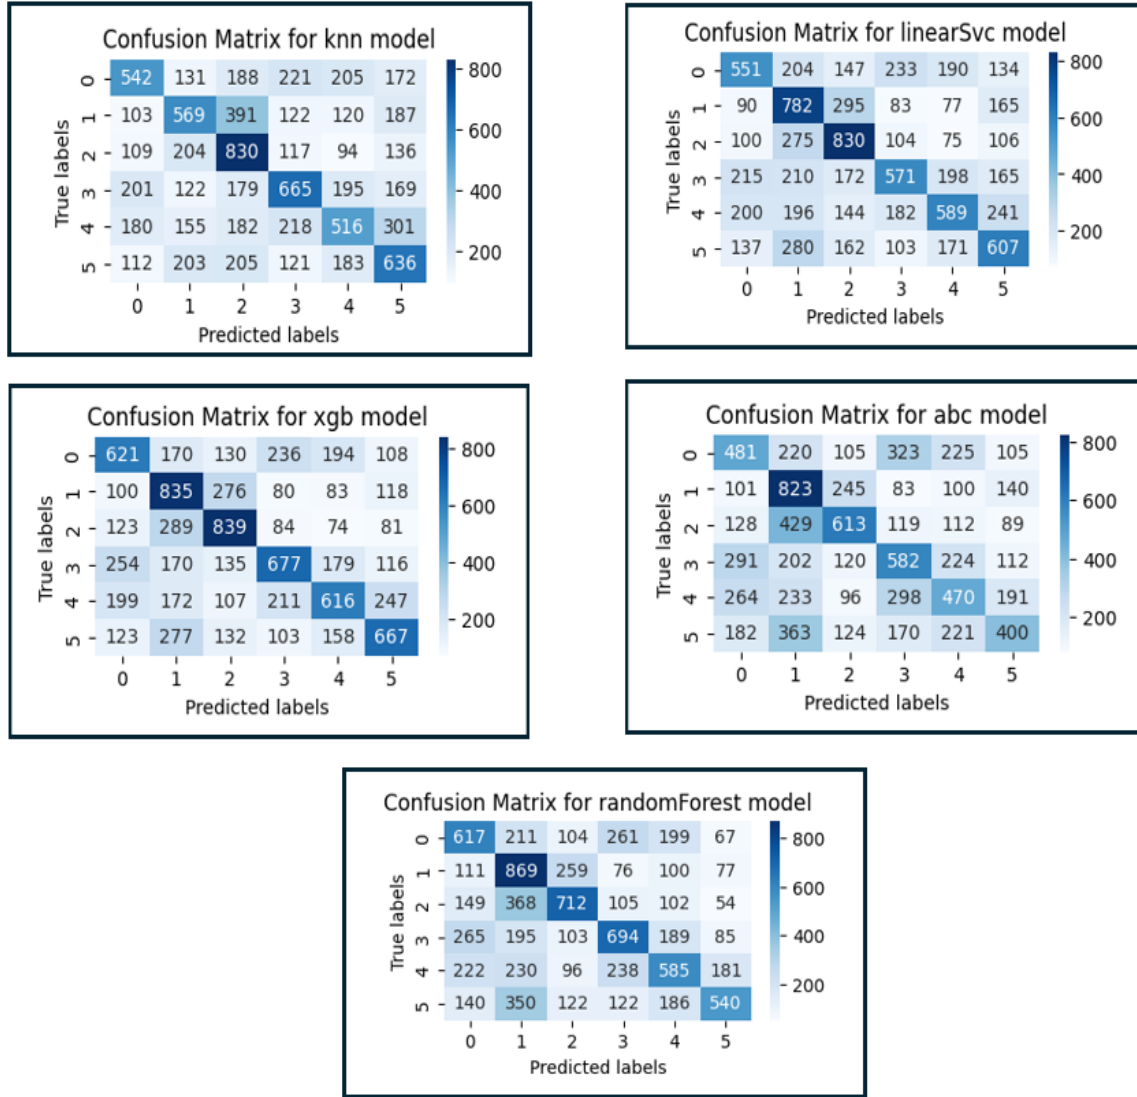 Confusion Matrix for knn model
0 542 131 188 221 205 172 800
1 103 569 391 122 120 187 600
2 109 204 830 117 94 136
3 201 122 179 665 195 169 400
4 180 155 182 218 516 301
5 112 203 205 121 183 636 200
0 1 2 3 4 5
True labels
Predicted labels
Confusion Matrix for linearSvc model
0 551 204 147 233 190 134 800
1 90 782 295 83 77 165 600
2 100 275 830 104 75 106
3 215 210 172 571 198 165 400
4 200 196 144 182 589 241 200
5 137 280 162 103 171 607
0 1 2 3 4 5
True labels
Predicted labels
Confusion Matrix for xgb model
0 621 170 130 236 194 108 800
1 100 835 276 80 83 118 600
2 123 289 839 84 74 81
3 254 170 135 677 179 116 400
4 199 172 107 211 616 247 200
5 123 277 132 103 158 667
0 1 2 3 4 5
True labels
Predicted labels
Confusion Matrix for abc model
0 481 220 105 323 225 105 800
1 101 823 245 83 100 140 600
2 128 429 613 119 112 89
3 291 202 120 582 224 112 400
4 264 233 96 298 470 191 200
5 182 363 124 170 221 400
0 1 2 3 4 5
True labels
Predicted labels
Confusion Matrix for randomForest model
0 617 211 104 261 199 67 800
1 111 869 259 76 100 77
2 149 368 712 105 102 54 600
3 265 195 103 694 189 85 400
4 222 230 96 238 585 181
5 140 350 122 122 186 540 200
0 1 2 3 4 5
True labels
Predicted labels